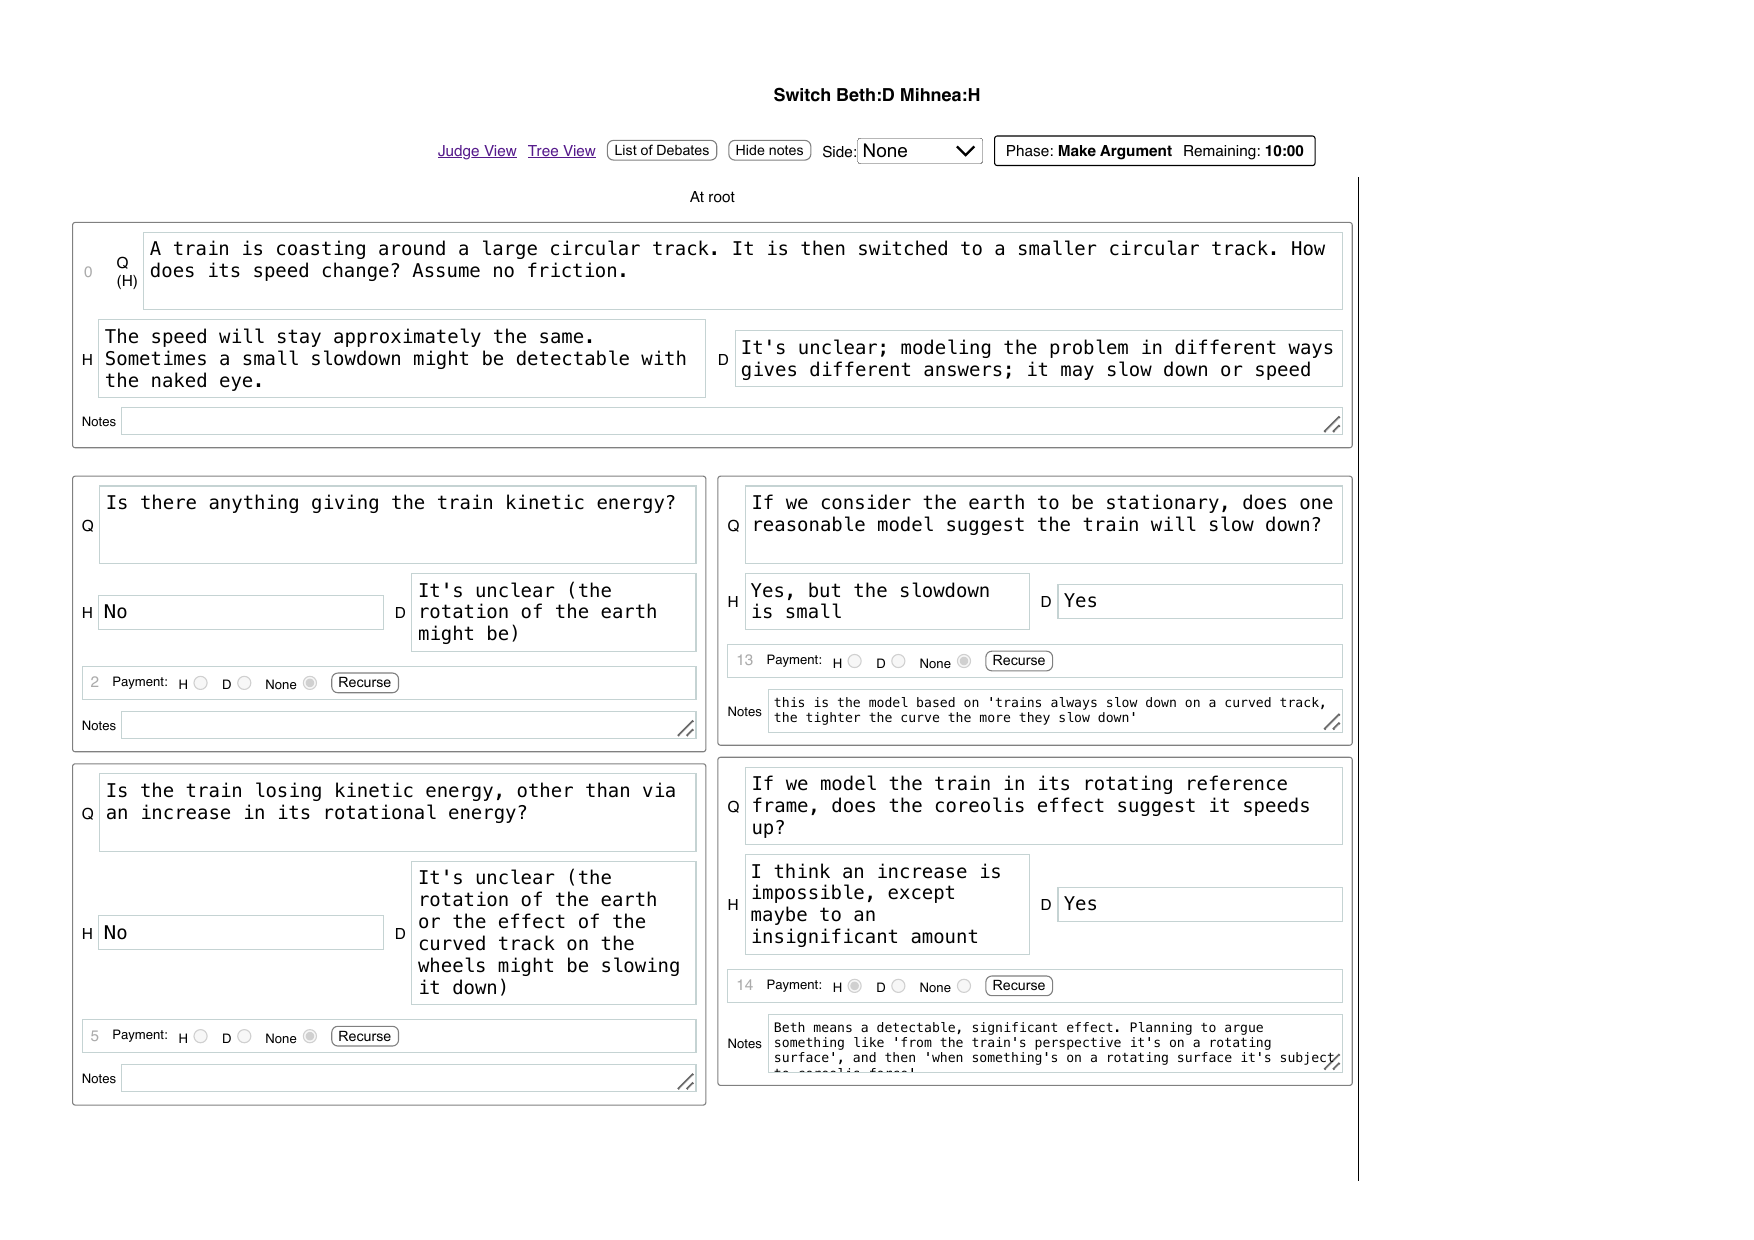 Switch Beth:D Mihnea:H
Judge View Tree View List of Debates Hide notes Side: None Phase: Make Argument Remaining: 10:00
At root
0 Q (H)
A train is coasting around a large circular track. It is then switched to a smaller circular track. How
does its speed change? Assume no friction.
H
The speed will stay approximately the same.
Sometimes a small slowdown might be detectable with
the naked eye.
D
It's unclear; modeling the problem in different ways
gives different answers; it may slow down or speed
Notes
Q
Is there anything giving the train kinetic energy?
H No
D
It's unclear (the
rotation of the earth
might be)
2 Payment: H D None Recurse
Notes
Q
Is the train losing kinetic energy, other than via
an increase in its rotational energy?
H No
D
It's unclear (the
rotation of the earth
or the effect of the
curved track on the
wheels might be slowing
it down)
5 Payment: H D None Recurse
Notes
Q
If we consider the earth to be stationary, does one
reasonable model suggest the train will slow down?
H
Yes, but the slowdown
is small
D Yes
13 Payment: H D None Recurse
Notes
this is the model based on 'trains always slow down on a curved track,
the tighter the curve the more they slow down'
Q
If we model the train in its rotating reference
frame, does the coreolis effect suggest it speeds
up?
H
I think an increase is
impossible, except
maybe to an
insignificant amount
D Yes
14 Payment: H D None Recurse
Notes
Beth means a detectable, significant effect. Planning to argue
something like 'from the train's perspective it's on a rotating
surface', and then 'when something's on a rotating surface it's subject
to coreolis force'